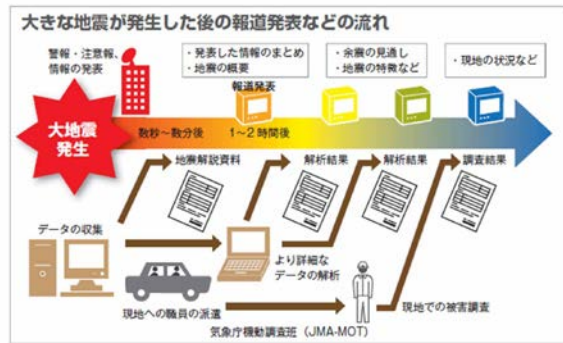 大きな地震が発生した後の報道発表などの流れ
警報・注意報、
情報の発表
・発表した情報のまとめ
・地震の概要
・余震の見通し
・地震の特徴など
・現地の状況など
報道発表
大地震
発生
数秒～数分後
1～2時間後
地震解説資料
解析結果
解析結果
調査結果
データの収集
より詳細な
データの解析
現地への職員の派遣
現地での被害調査
気象庁機動調査班（JMA-MOT）